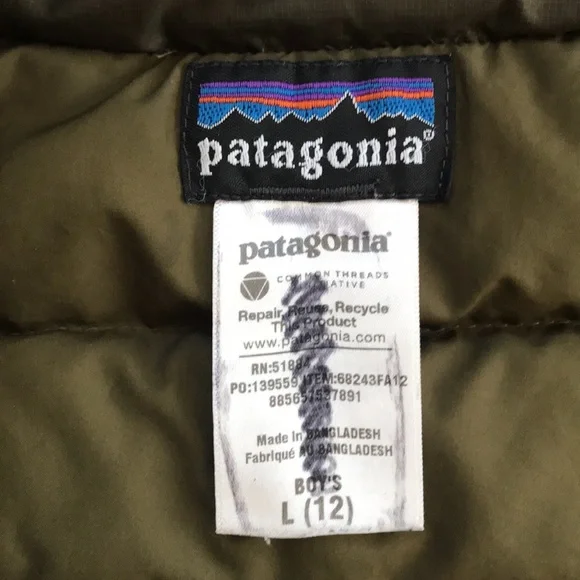 patagonia®
patagonia®
COMMON THREADS
Repair, Reuse, Recycle
This Product
www.patagonia.com
PO:139559 ITEM:68243FA12
Made in BANGLADESH
Fabriqué AU BANGLADESH
BOY'S
L (12)